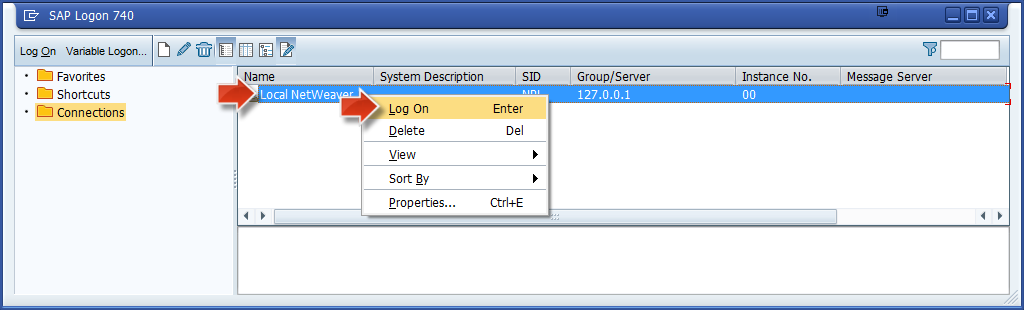 SAP Logon 740
Log On Variable Logon...
Favorites
Shortcuts
Connections
Name System Description SID Group/Server Instance No. Message Server
Local NetWeaver 127.0.0.1 00
Log On Enter
Delete Del
View
Sort By
Properties... Ctrl+E